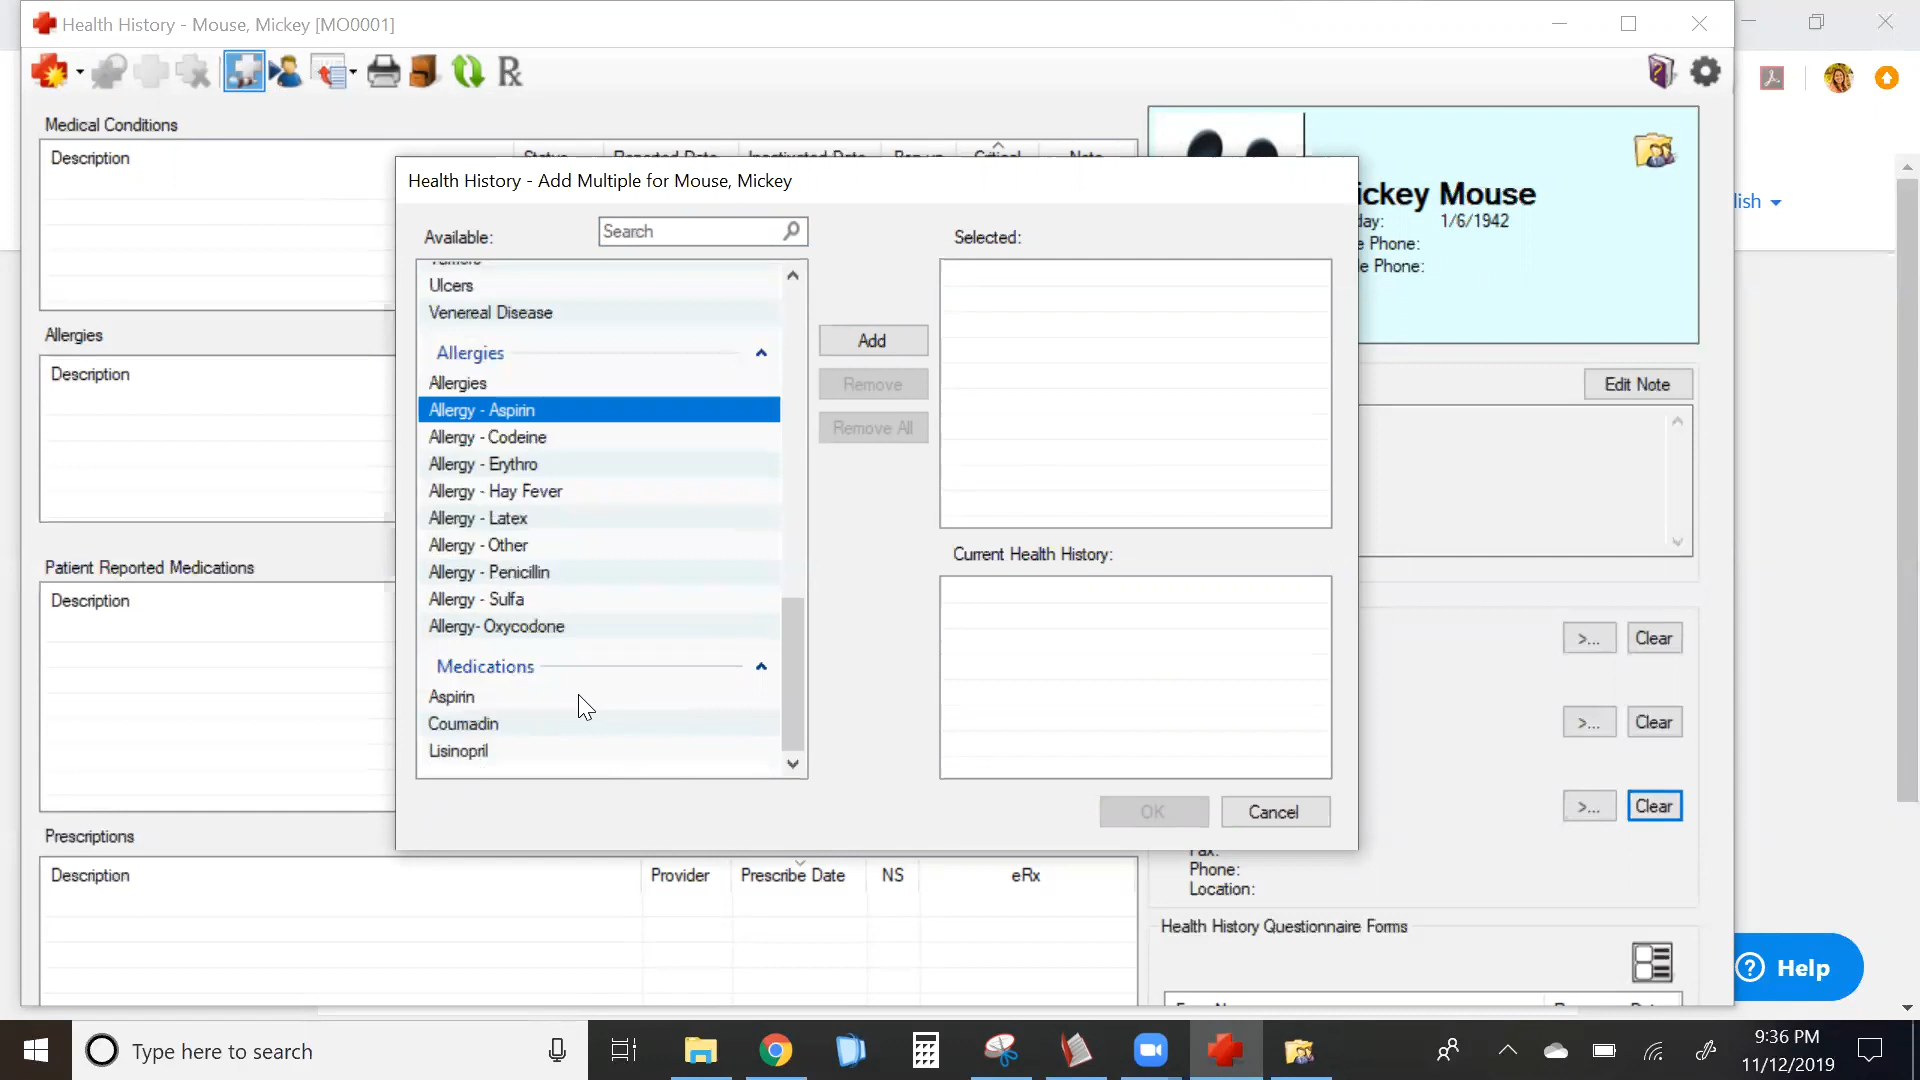 Health History - Mouse, Mickey [MO0001]
Medical Conditions
Description
Health History - Add Multiple for Mouse, Mickey
Available:
Search
Selected:
Ulcers
Venereal Disease
Allergies
Allergies
Allergy - Aspirin
Allergy - Codeine
Allergy - Erythro
Allergy - Hay Fever
Allergy - Latex
Allergy - Other
Allergy - Penicillin
Allergy - Sulfa
Allergy- Oxycodone
Medications
Aspirin
Coumadin
Lisinopril
Add
Remove
Remove All
Current Health History:
OK
Cancel
ickey Mouse
day: 1/6/1942
e Phone:
le Phone:
lish
Edit Note
Allergies
Description
Patient Reported Medications
Description
>... Clear
>... Clear
>... Clear
Fax:
Phone:
Location:
Prescriptions
Description Provider Prescribe Date NS eRx
Health History Questionnaire Forms
Help
Type here to search
9:36 PM
11/12/2019